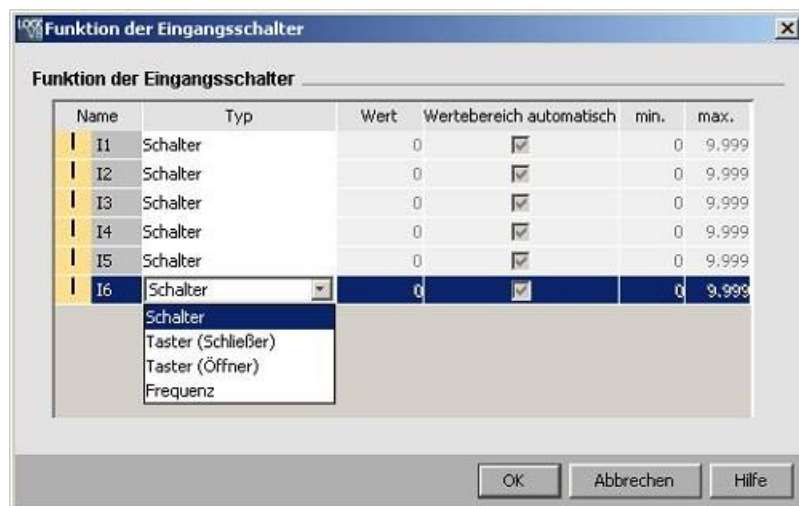 Funktion der Eingangsschalter
Funktion der Eingangsschalter
Name Typ Wert Wertebereich automatisch min. max.
I I1 Schalter 0 0 9.999
I I2 Schalter 0 0 9.999
I I3 Schalter 0 0 9.999
I I4 Schalter 0 0 9.999
I I5 Schalter 0 0 9.999
I I6 Schalter 0 0 9.999
Schalter
Taster (Schließer)
Taster (Öffner)
Frequenz
OK Abbrechen Hilfe